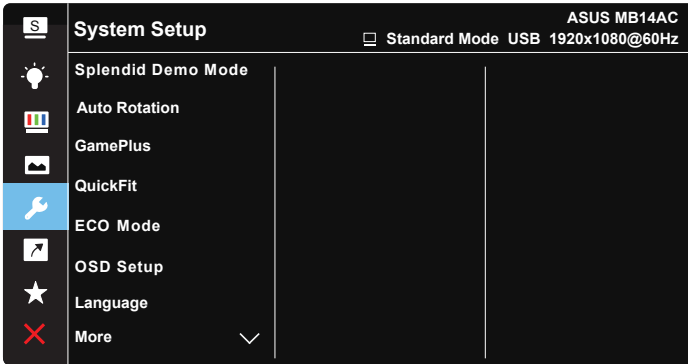 S
System Setup
ASUS MB14AC
Standard Mode USB 1920x1080@60Hz
Splendid Demo Mode
Auto Rotation
GamePlus
QuickFit
ECO Mode
OSD Setup
Language
More